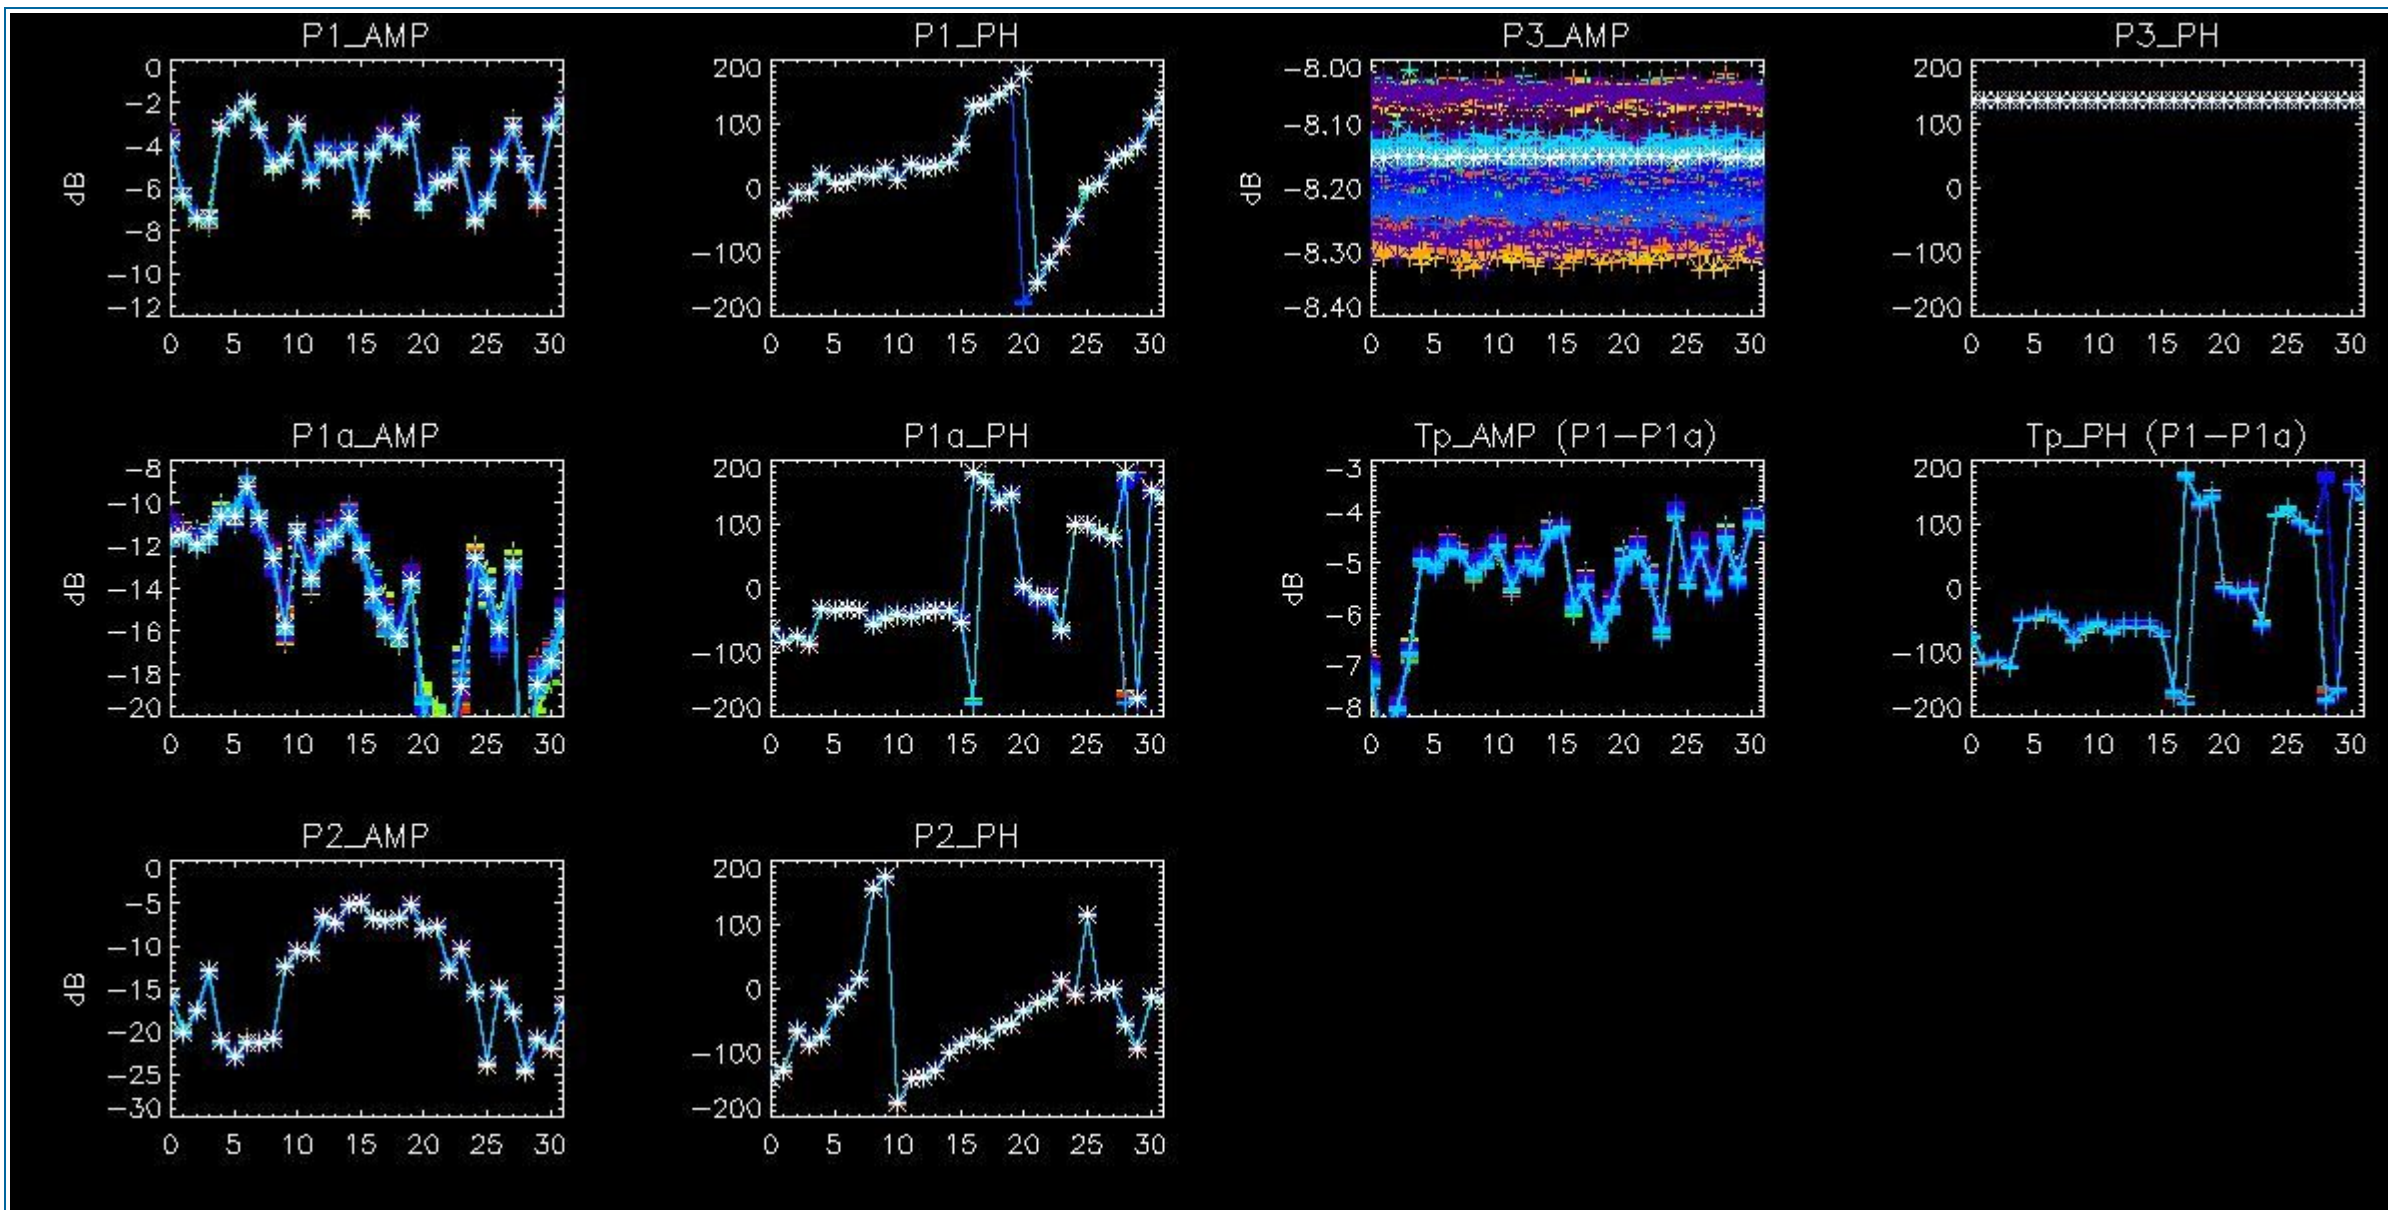 P1_AMP P1_PH P3_AMP P3_PH
0 200 -8.00 200
-2
100 -8.10 100
-4
dB -6 0 dB -8.20 0
-8
-100 -8.30 -100
-10
-12 -200 -8.40 -200
0 5 10 15 20 25 30 0 5 10 15 20 25 30 0 5 10 15 20 25 30 0 5 10 15 20 25 30
P1a_AMP P1a_PH Tp_AMP (P1-P1a) Tp_PH (P1-P1a)
-8 200 -3 200
-10
100 -4 100
-12
dB -14 0 dB -5 0
-6
-16
-100 -7 -100
-18
-20 -200 -8 -200
0 5 10 15 20 25 30 0 5 10 15 20 25 30 0 5 10 15 20 25 30 0 5 10 15 20 25 30
P2_AMP P2_PH
0 200
-5
100
-10
dB -15 0
-20
-100
-25
-30 -200
0 5 10 15 20 25 30 0 5 10 15 20 25 30